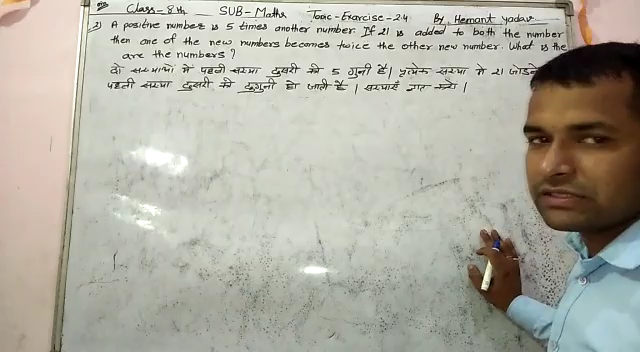 Class-8th SUB-Maths Topic-Exercise-2.4 By, Hemant yadav
2) A positive number is 5 times another number. If 21 is added to both the number
then one of the new numbers becomes twice the other new number. What is the
are the numbers?
दो संख्याओं में पहली संख्या दूसरी की 5 गुनी है। प्रत्येक संख्या में 21 जोड़ने
पहली संख्या दूसरी की दुगुनी हो जाती है। संख्याएँ ज्ञात करो।